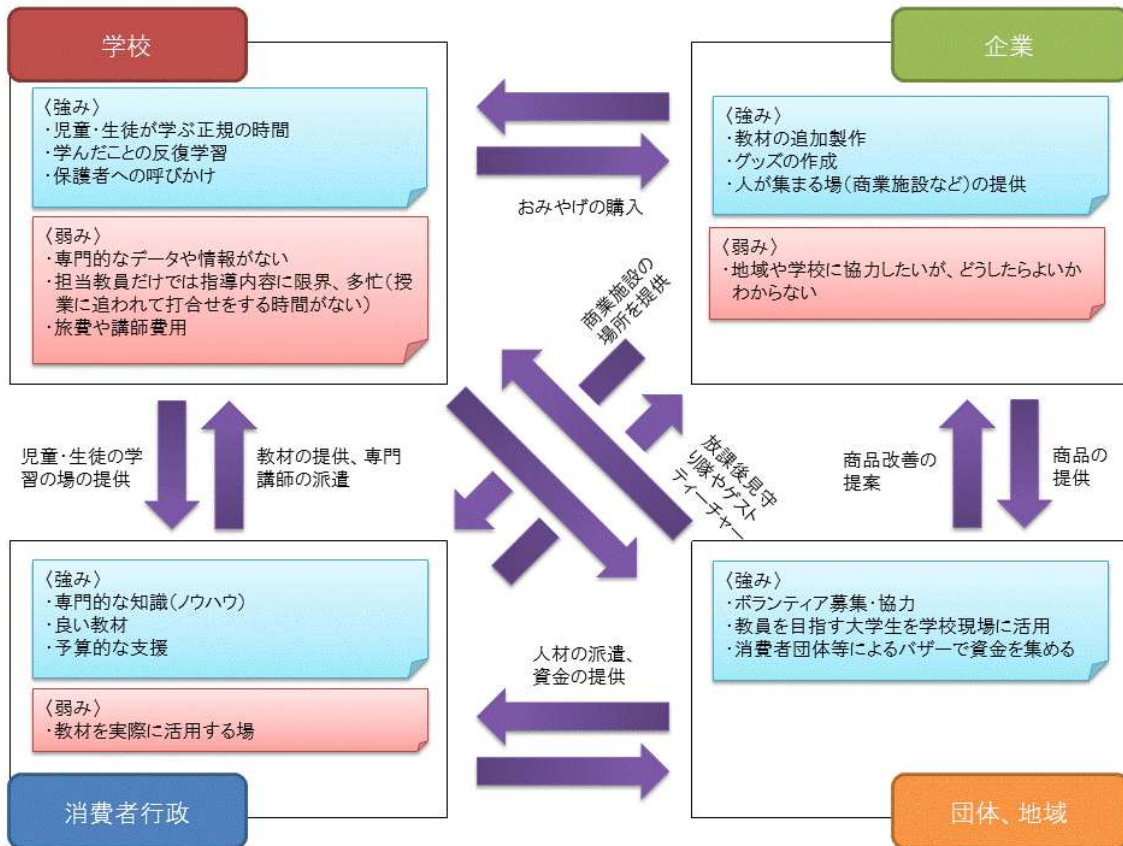 学校
〈強み〉
・児童・生徒が学ぶ正規の時間
・学んだことの反復学習
・保護者への呼びかけ
〈弱み〉
・専門的なデータや情報がない
・担当教員だけでは指導内容に限界、多忙(授
業に追われて打合せをする時間がない)
・旅費や講師費用
企業
〈強み〉
・教材の追加製作
・グッズの作成
・人が集まる場(商業施設など)の提供
〈弱み〉
・地域や学校に協力したいが、どうしたらよいか
わからない
おみやげの購入
商業施設の
場所を提供
放課後見守
り隊やゲスト
ティーチャー
児童・生徒の学
習の場の提供
教材の提供、専門
講師の派遣
商品改善の
提案
商品の
提供
〈強み〉
・専門的な知識(ノウハウ)
・良い教材
・予算的な支援
〈弱み〉
・教材を実際に活用する場
消費者行政
人材の派遣、
資金の提供
〈強み〉
・ボランティア募集・協力
・教員を目指す大学生を学校現場に活用
・消費者団体等によるバザーで資金を集める
団体、地域